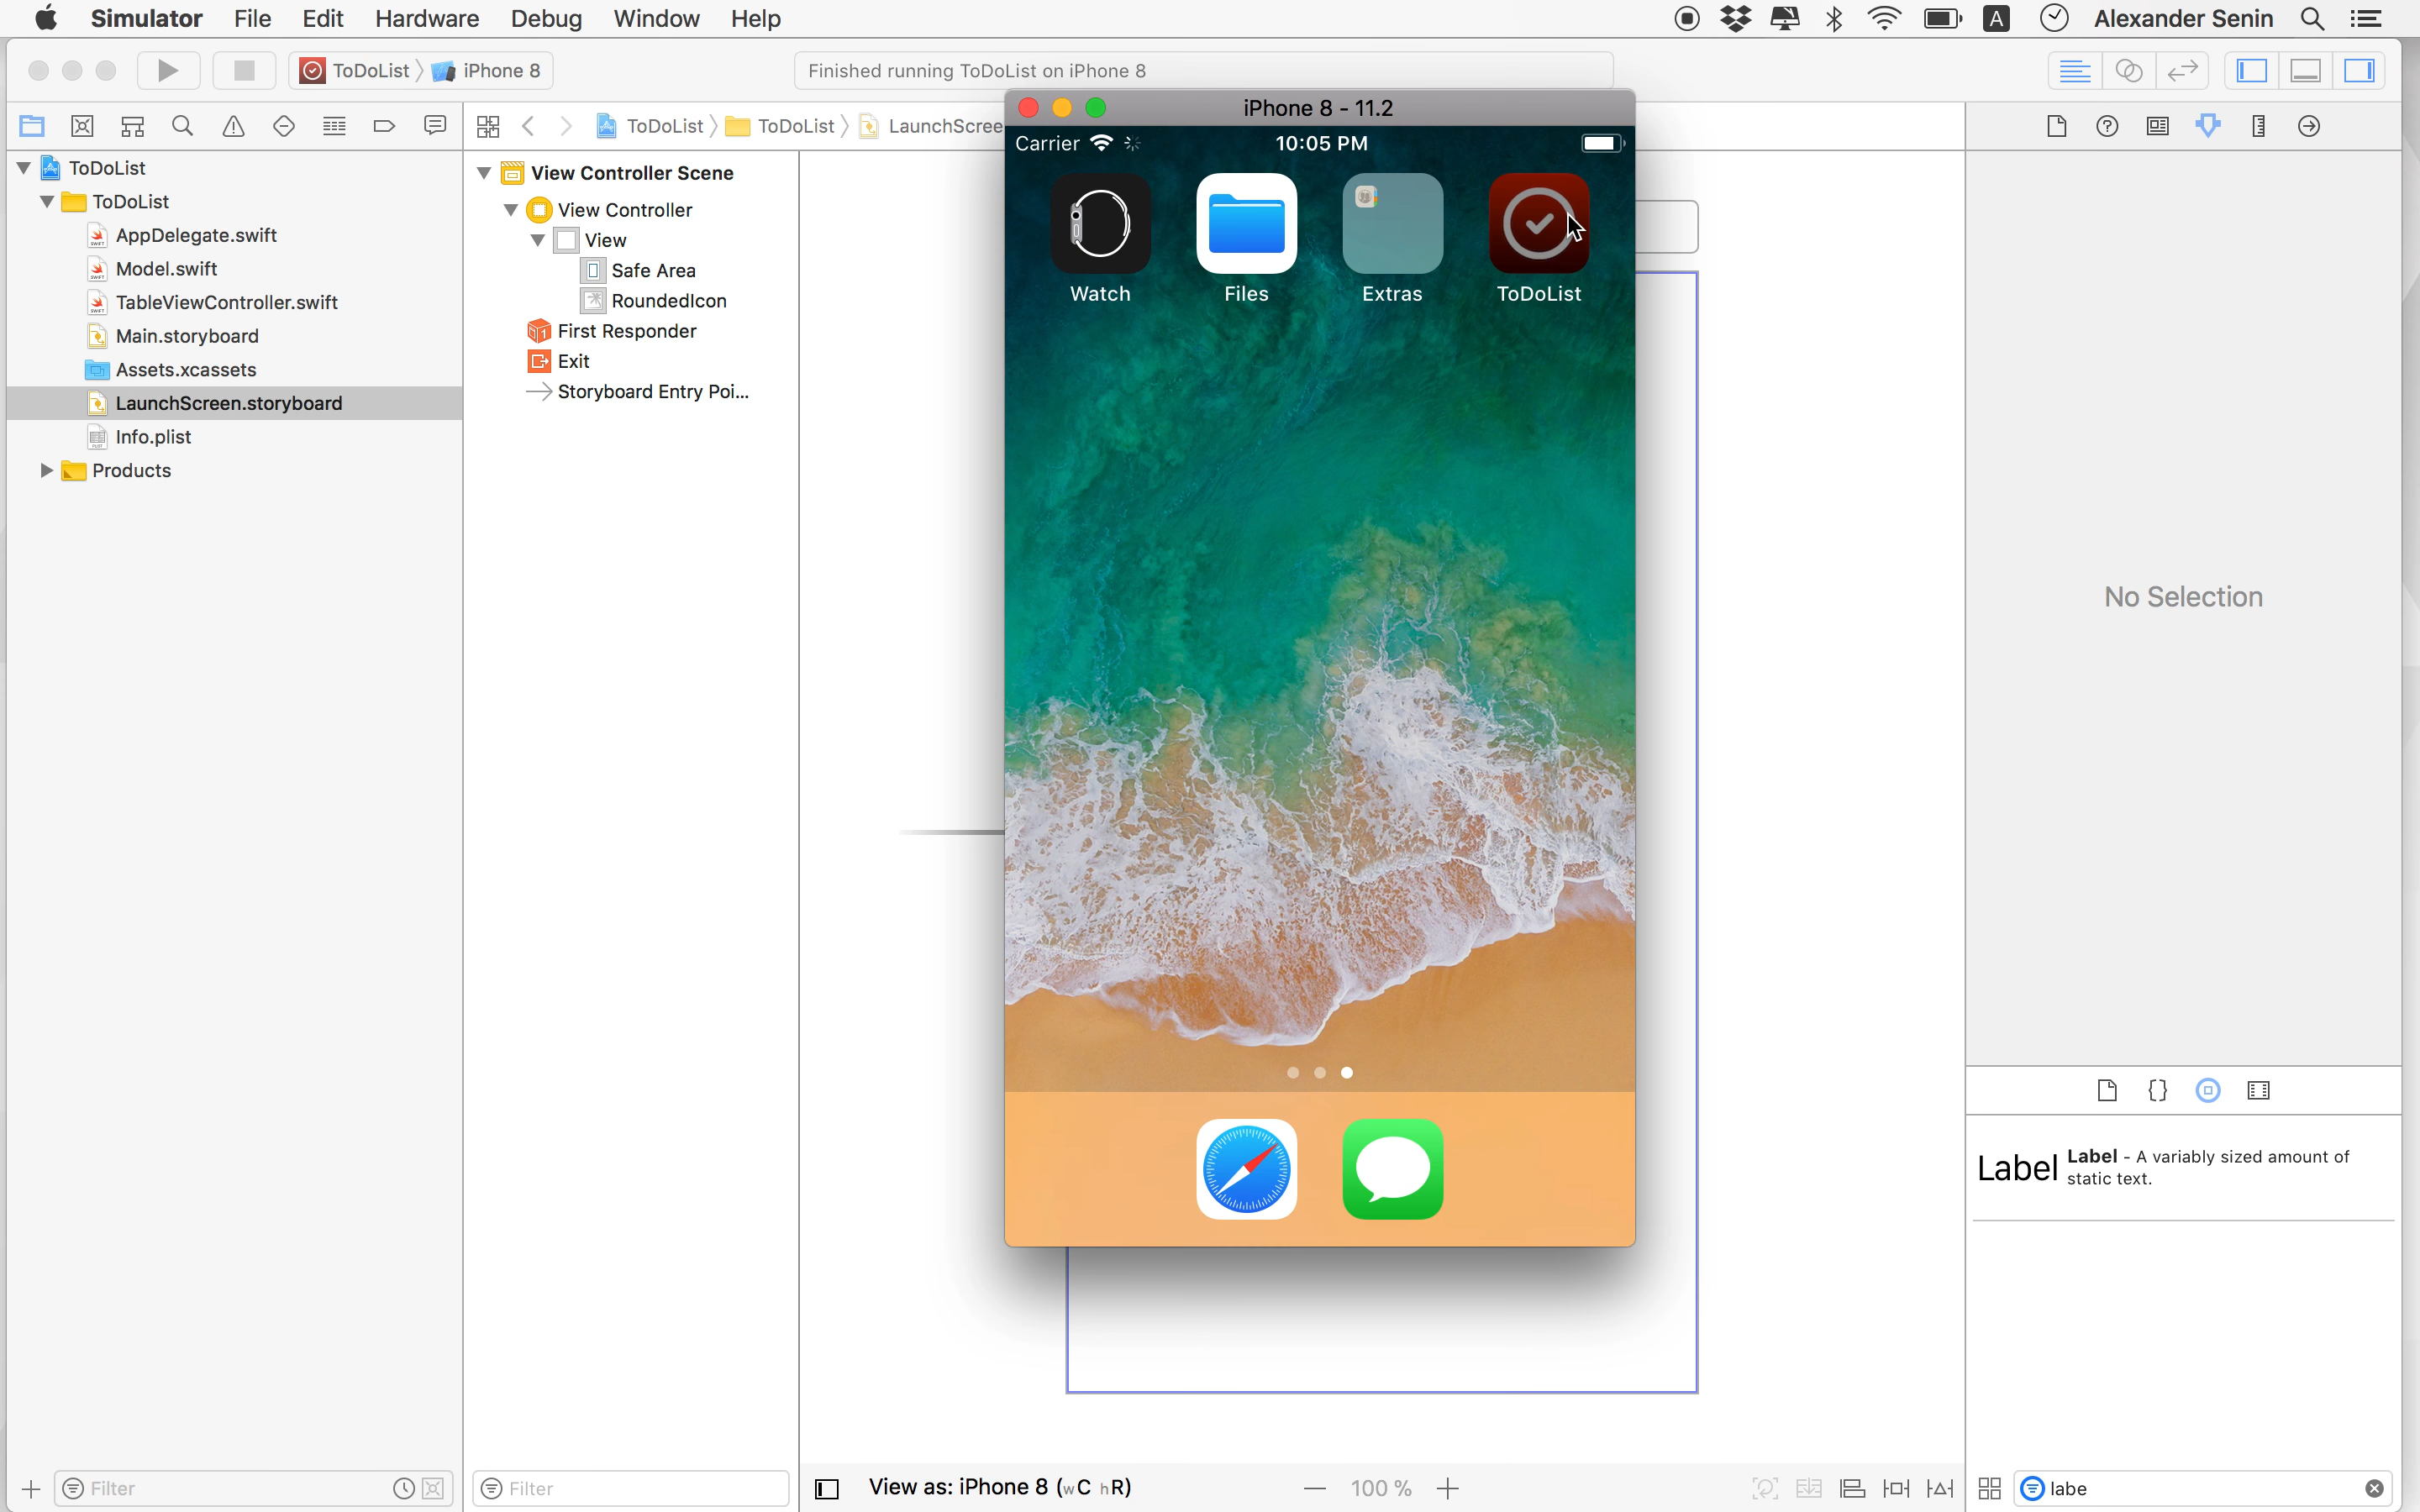 Simulator File Edit Hardware Debug Window Help A Alexander Senin
ToDoList iPhone 8 Finished running ToDoList on iPhone 8
iPhone 8 - 11.2
ToDoList ToDoList LaunchScree
Carrier 10:05 PM
ToDoList
ToDoList
AppDelegate.swift
Model.swift
TableViewController.swift
Main.storyboard
Assets.xcassets
LaunchScreen.storyboard
Info.plist
Products
View Controller Scene
View Controller
View
Safe Area
RoundedIcon
First Responder
Exit
Storyboard Entry Poi...
Watch Files Extras ToDoList
No Selection
Label Label - A variably sized amount of
static text.
Filter
Filter
View as: iPhone 8 (wC hR)
100 %
labe